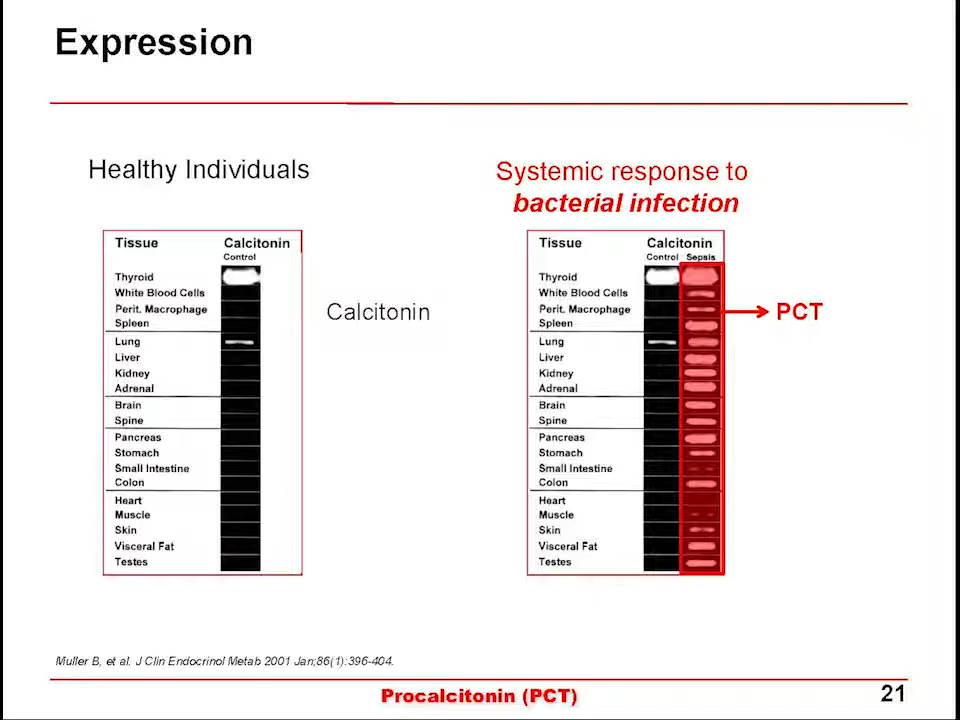 Expression
Healthy Individuals
Tissue Calcitonin
Control
Thyroid
White Blood Cells
Perit. Macrophage
Spleen
Lung
Liver
Kidney
Adrenal
Brain
Spine
Pancreas
Stomach
Small Intestine
Colon
Heart
Muscle
Skin
Visceral Fat
Testes
Calcitonin
Systemic response to
bacterial infection
Tissue Calcitonin
Control Sepsis
Thyroid
White Blood Cells
Perit. Macrophage
Spleen
Lung
Liver
Kidney
Adrenal
Brain
Spine
Pancreas
Stomach
Small Intestine
Colon
Heart
Muscle
Skin
Visceral Fat
Testes
PCT
Muller B, et al. J Clin Endocrinol Metab 2001 Jan;86(1):396-404.
Procalcitonin (PCT)
21